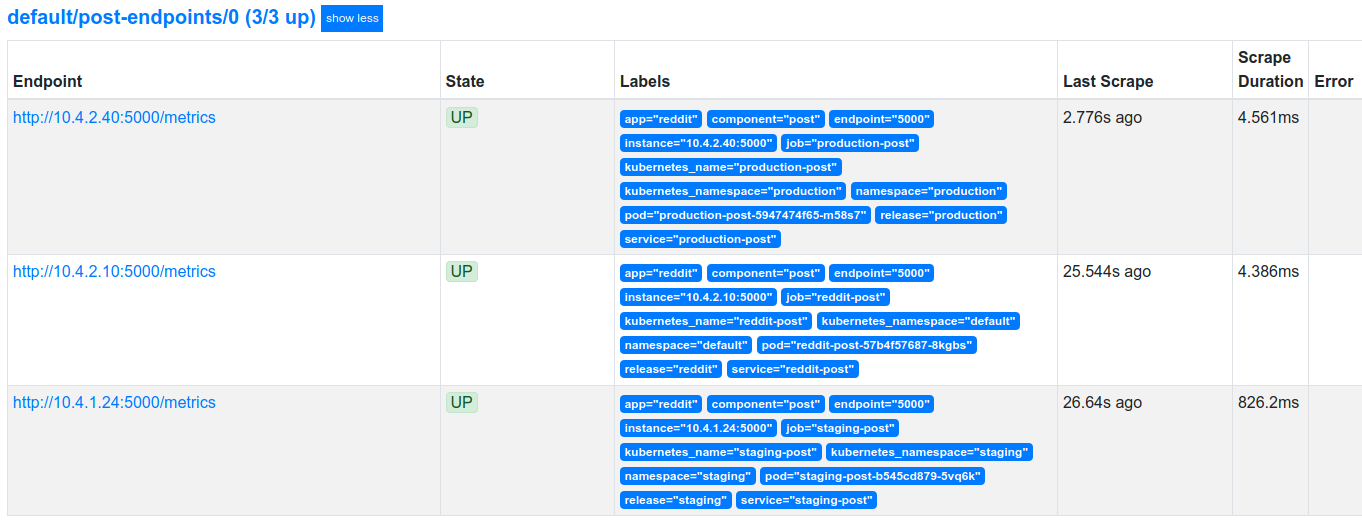 default/post-endpoints/0 (3/3 up) show less
Endpoint State Labels Last Scrape Scrape Duration Error
http://10.4.2.40:5000/metrics UP app="reddit" component="post" endpoint="5000" 2.776s ago 4.561ms
instance="10.4.2.40:5000" job="production-post"
kubernetes_name="production-post"
kubernetes_namespace="production" namespace="production"
pod="production-post-5947474f65-m58s7" release="production"
service="production-post"
http://10.4.2.10:5000/metrics UP app="reddit" component="post" endpoint="5000" 25.544s ago 4.386ms
instance="10.4.2.10:5000" job="reddit-post"
kubernetes_name="reddit-post" kubernetes_namespace="default"
namespace="default" pod="reddit-post-57b4f57687-8kgbs"
release="reddit" service="reddit-post"
http://10.4.1.24:5000/metrics UP app="reddit" component="post" endpoint="5000" 26.64s ago 826.2ms
instance="10.4.1.24:5000" job="staging-post"
kubernetes_name="staging-post" kubernetes_namespace="staging"
namespace="staging" pod="staging-post-b545cd879-5vq6k"
release="staging" service="staging-post"